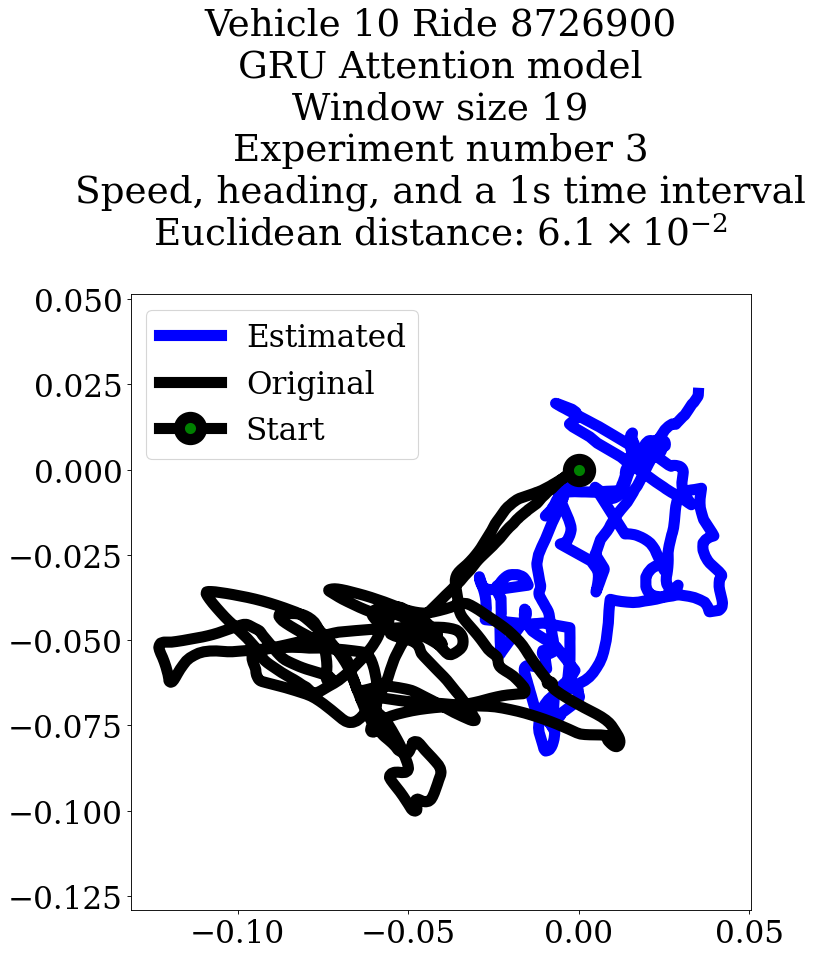 Vehicle 10 Ride 8726900
GRU Attention model
Window size 19
Experiment number 3
Speed, heading, and a 1s time interval
Euclidean distance: 6.1 × 10⁻²
Estimated
Original
Start
0.050
0.025
0.000
−0.025
−0.050
−0.075
−0.100
−0.125
−0.10
−0.05
0.00
0.05